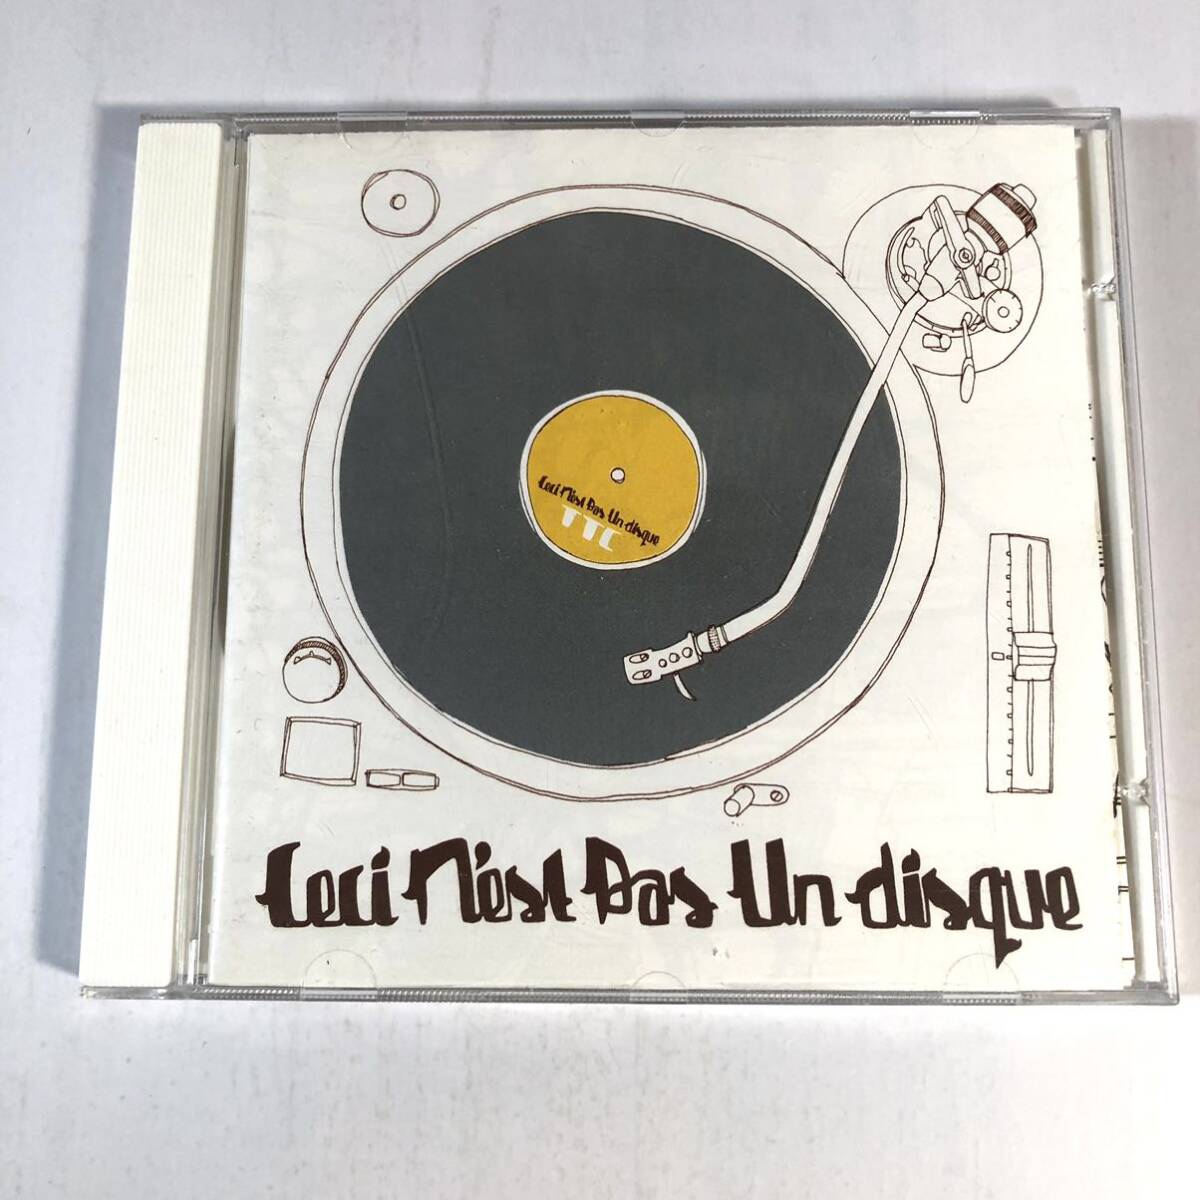 Ceci N'est Pas Un disque
TTC
Ceci N'est Pas Un disque